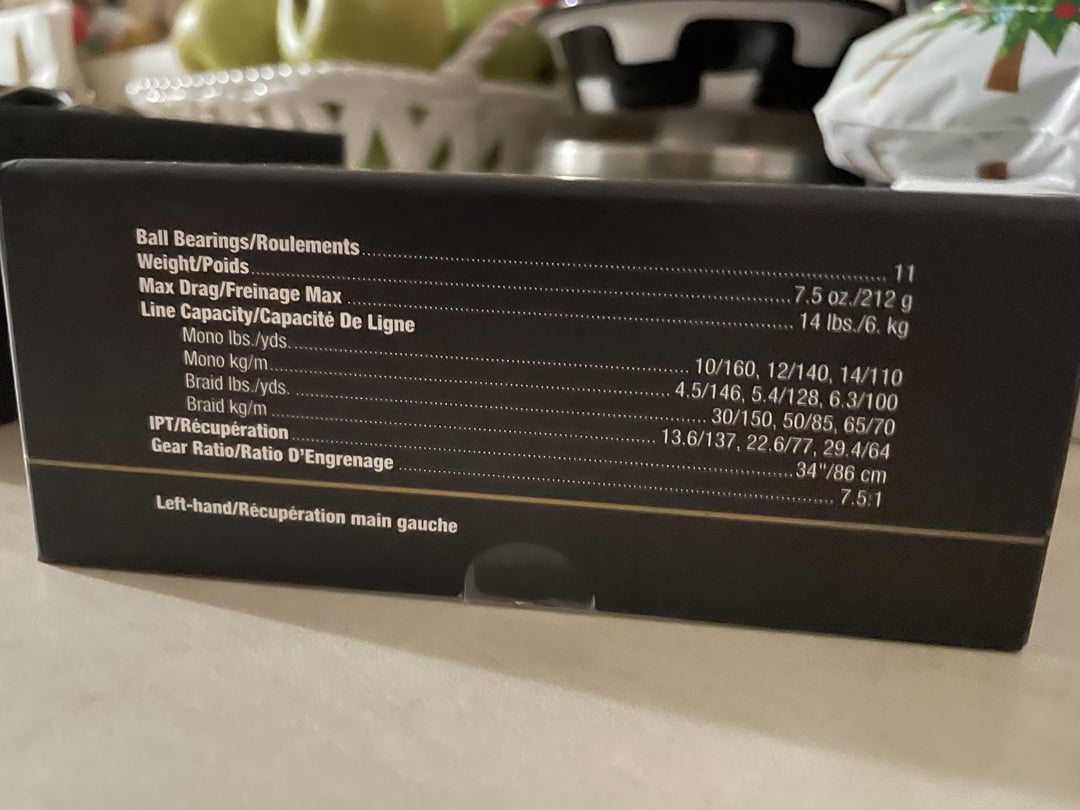 Ball Bearings/Roulements........11
Weight/Poids........7.5 oz./212 g
Max Drag/Freinage Max........14 lbs./6. kg
Line Capacity/Capacité De Ligne
Mono lbs./yds.........10/160, 12/140, 14/110
Mono kg/m........4.5/146, 5.4/128, 6.3/100
Braid lbs./yds.........30/150, 50/85, 65/70
Braid kg/m........13.6/137, 22.6/77, 29.4/64
IPT/Récupération........34"/86 cm
Gear Ratio/Ratio D'Engrenage........7.5:1
Left-hand/Récupération main gauche